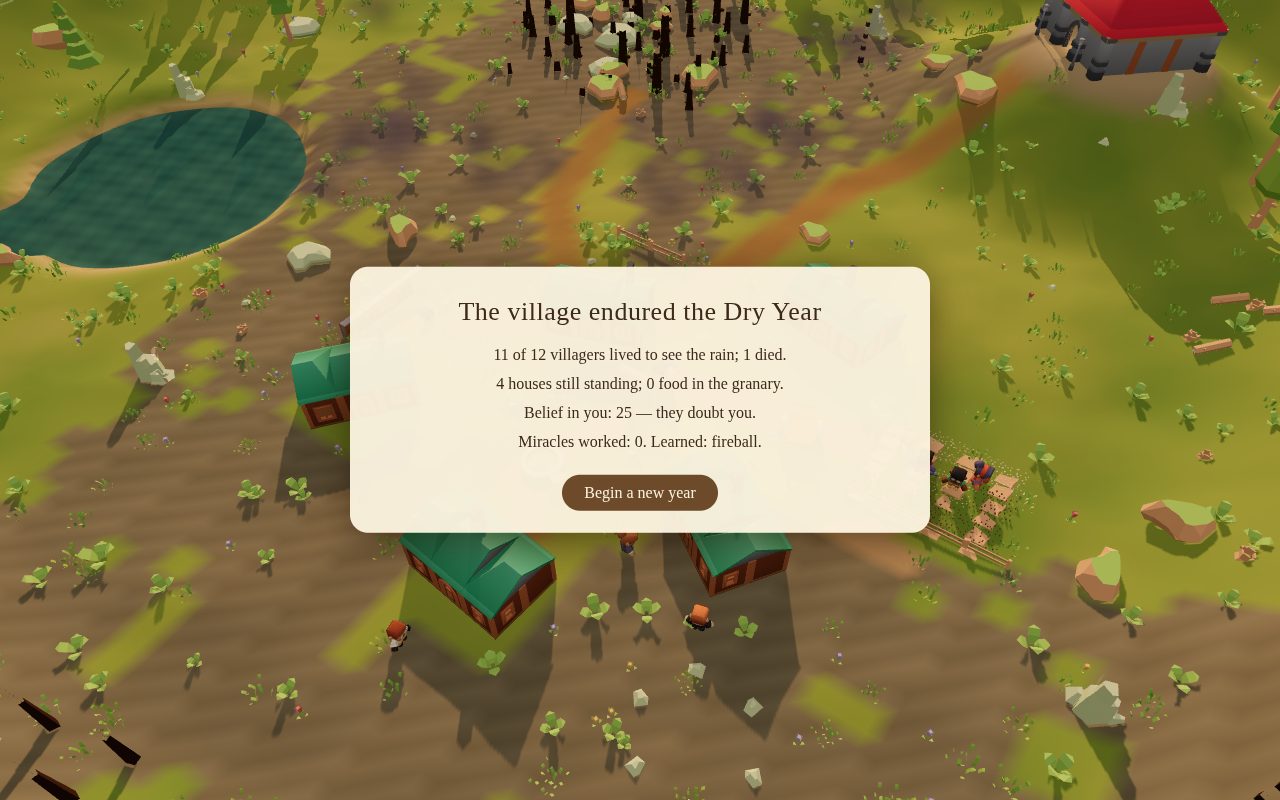 The village endured the Dry Year
11 of 12 villagers lived to see the rain; 1 died.
4 houses still standing; 0 food in the granary.
Belief in you: 25 — they doubt you.
Miracles worked: 0. Learned: fireball.
Begin a new year